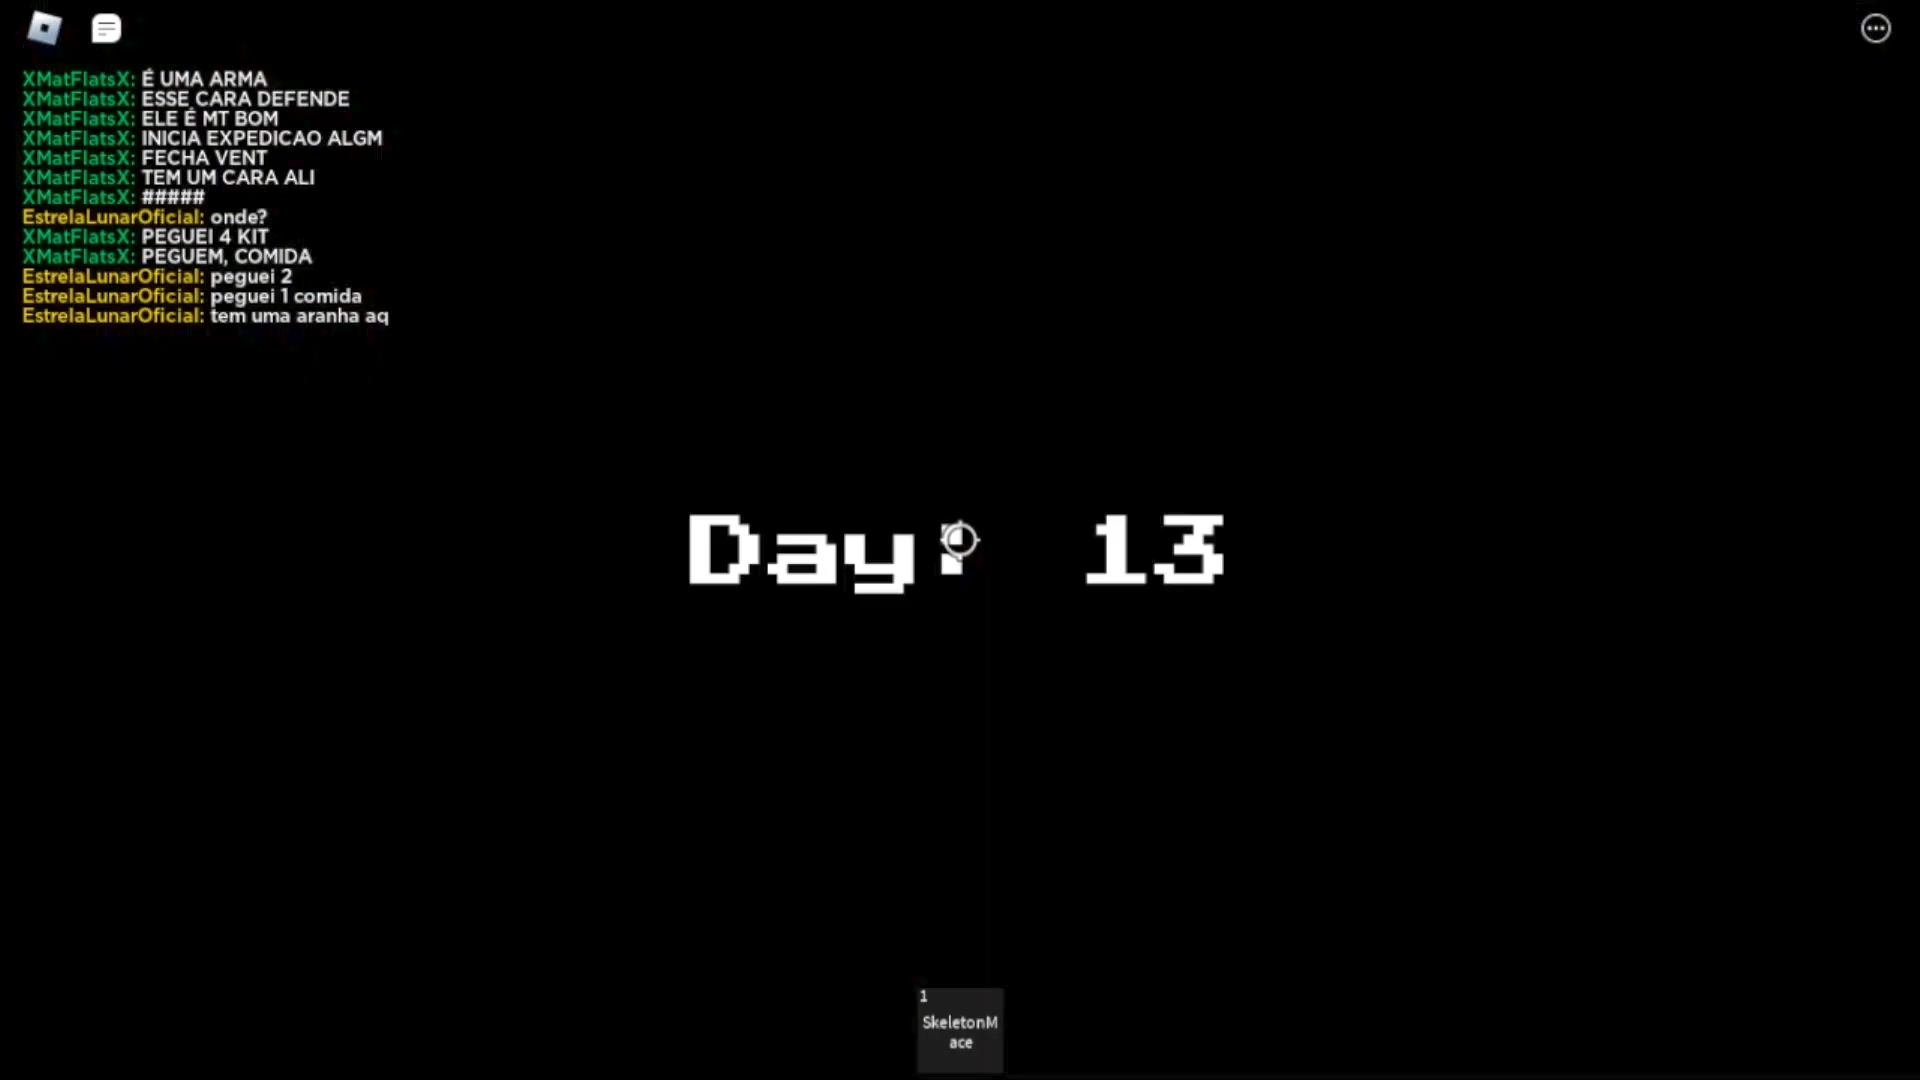 XMatFlatsX: É UMA ARMA
XMatFlatsX: ESSE CARA DEFENDE
XMatFlatsX: ELE É MT BOM
XMatFlatsX: INICIA EXPEDICAO ALGM
XMatFlatsX: FECHA VENT
XMatFlatsX: TEM UM CARA ALI
XMatFlatsX: #####
EstrelaLunarOficial: onde?
XMatFlatsX: PEGUEI 4 KIT
XMatFlatsX: PEGUEM, COMIDA
EstrelaLunarOficial: peguei 2
EstrelaLunarOficial: peguei 1 comida
EstrelaLunarOficial: tem uma aranha aq
Day: 13
1
SkeletonM
ace